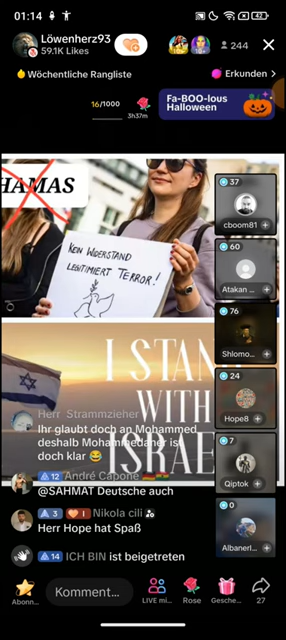 01:14
42
Löwenherz93
59.1K Likes
244
Wöchentliche Rangliste
Erkunden >
16/1000
3h37m
Fa-BOO-lous
Halloween
HAMAS
KEIN WIDERSTAND
LEGITIMIERT TERROR!
37
cboom81
60
Atakan ...
76
Shlomo...
24
Hope8
7
Qiptok
0
Albanerl...
I STAN
WITH
ISRAE
Herr Strammzieher
Ihr glaubt doch an Mohammed
deshalb Mohammedaner ist
doch klar 😂
12 André Capone
@SAHMAT Deutsche auch
3 1 Nikola cili
Herr Hope hat Spaß
14 ICH BIN ist beigetreten
Abonn...
Komment...
LIVE mi...
Rose
Gesche...
27